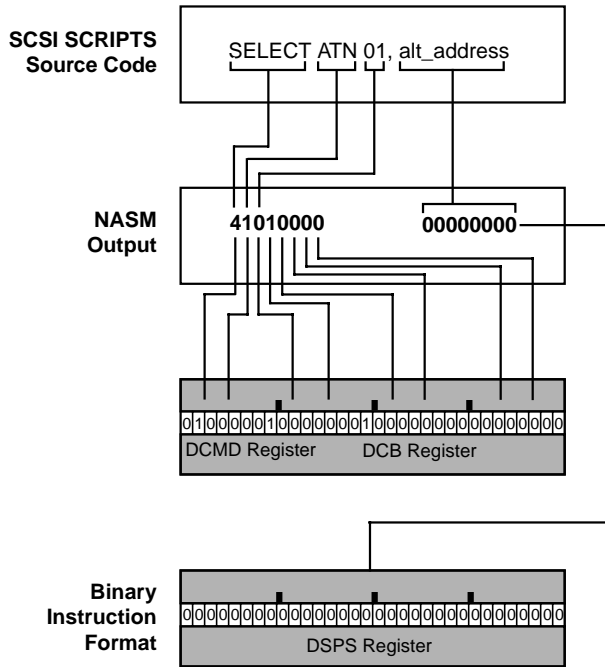 SCSI SCRIPTS
Source Code
SELECT ATN 01, alt_address
NASM
Output
41010000
00000000
01000001000000010000000000000000
DCMD Register
DCB Register
Binary
Instruction
Format
00000000000000000000000000000000
DSPS Register